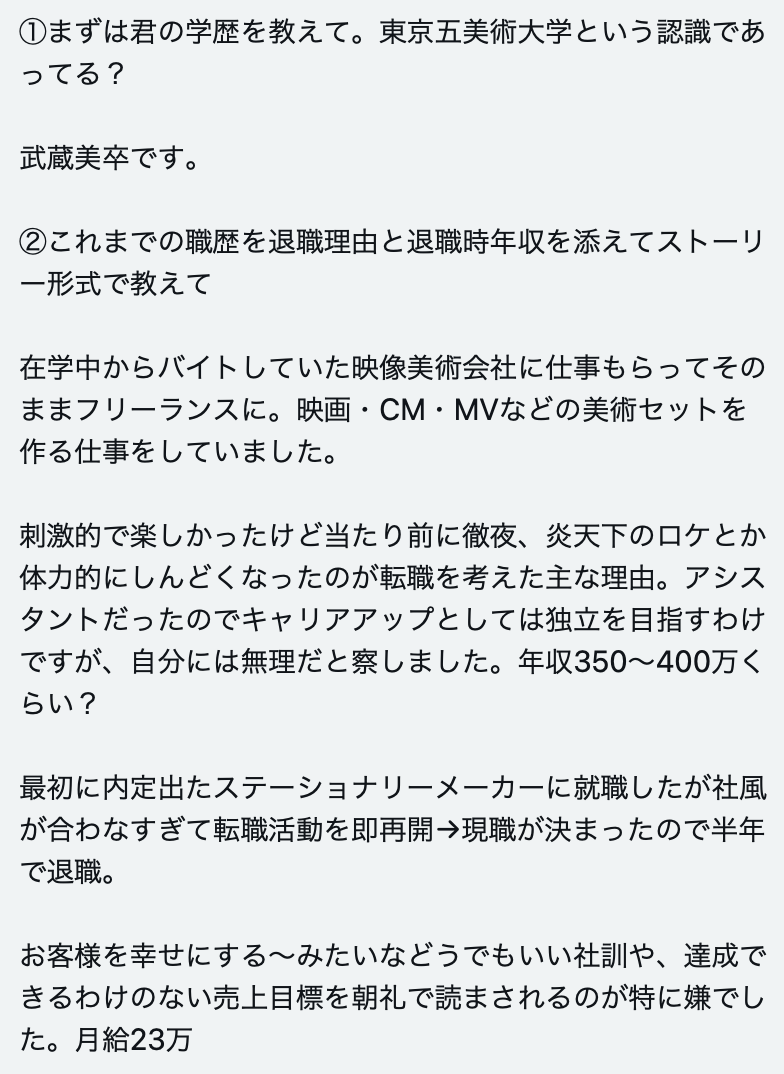 ①まずは君の学歴を教えて。東京五美術大学という認識であ
ってる？
武蔵美卒です。
②これまでの職歴を退職理由と退職時年収を添えてストーリ
ー形式で教えて
在学中からバイトしていた映像美術会社に仕事もらってその
ままフリーランスに。映画・CM・MVなどの美術セットを
作る仕事をしていました。
刺激的で楽しかったけど当たり前に徹夜、炎天下のロケとか
体力的にしんどくなったのが転職を考えた主な理由。アシス
タントだったのでキャリアアップとしては独立を目指すわけ
ですが、自分には無理だと察しました。年収350〜400万く
らい？
最初に内定出たステーショナリーメーカーに就職したが社風
が合わなすぎて転職活動を即再開→現職が決まったので半年
で退職。
お客様を幸せにする〜みたいなどうでもいい社訓や、達成で
きるわけのない売上目標を朝礼で読まされるのが特に嫌でし
た。月給23万